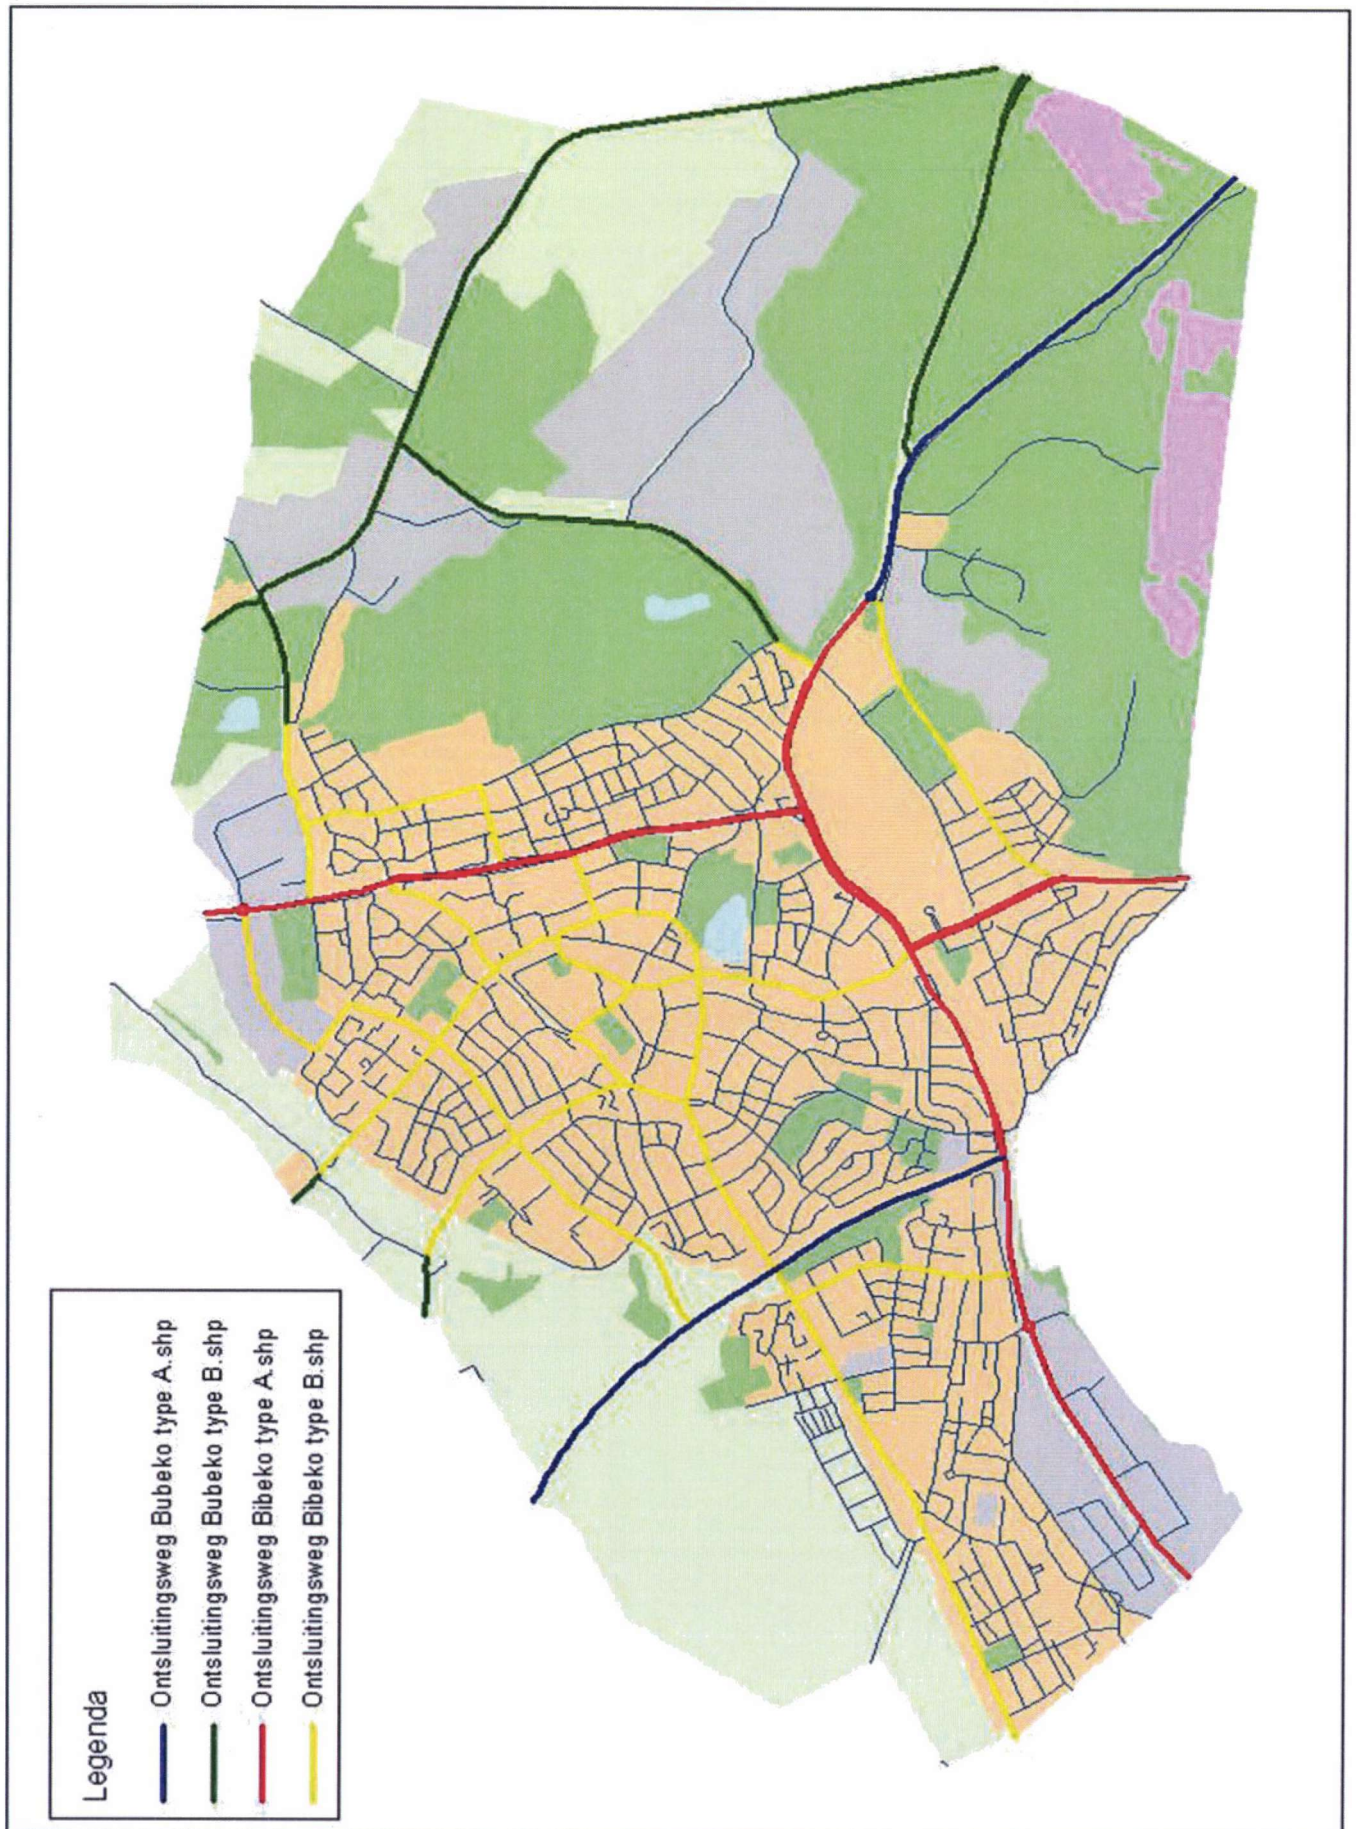 Legenda
Ontsluitingsweg Bubeko type A.shp
Ontsluitingsweg Bubeko type B.shp
Ontsluitingsweg Bibeko type A.shp
Ontsluitingsweg Bibeko type B.shp